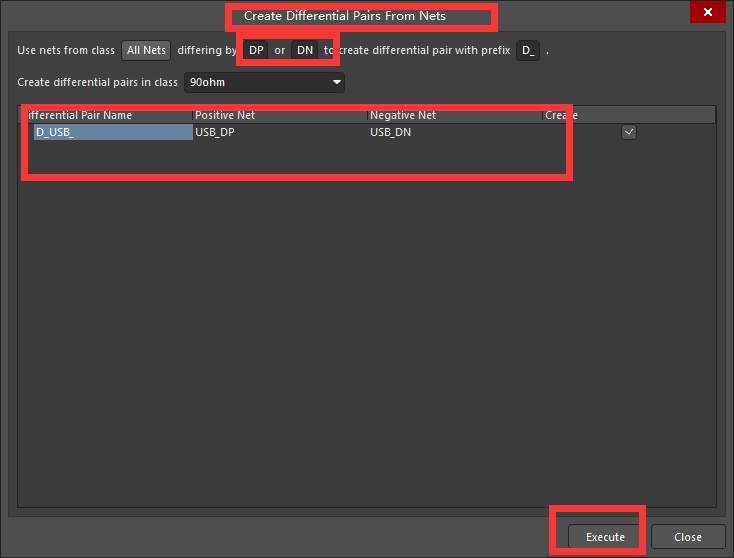 Create Differential Pairs From Nets
Use nets from class All Nets differing by DP or DN to create differential pair with prefix D_ .
Create differential pairs in class 90ohm
ifferential Pair Name Positive Net Negative Net Create
D_USB_ USB_DP USB_DN
Execute Close